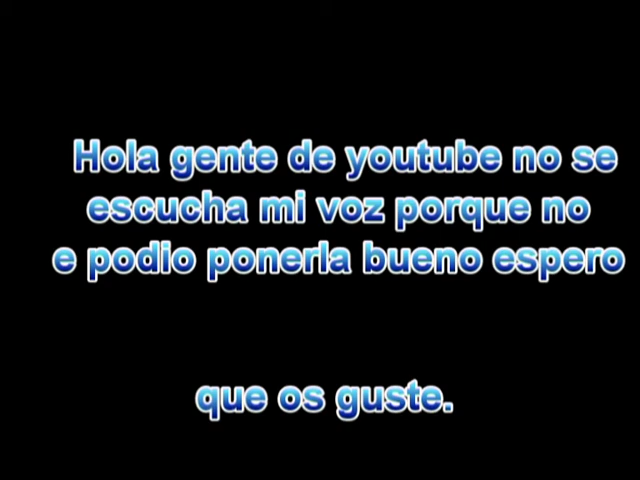 Hola gente de youtube no se
escucha mi voz porque no
e podio ponerla bueno espero
que os guste.